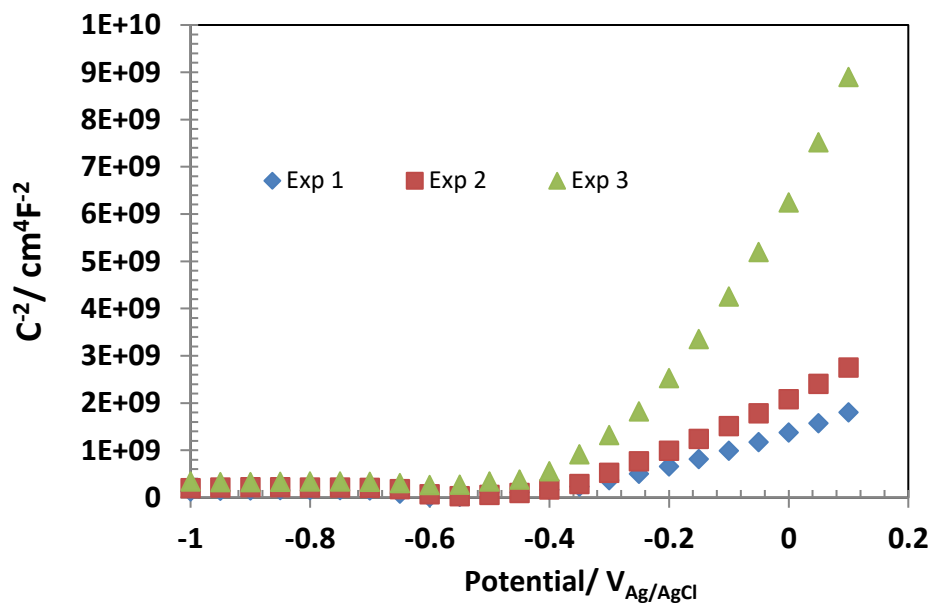 1E+10
9E+09
8E+09
7E+09
6E+09
5E+09
4E+09
3E+09
2E+09
1E+09
0
C⁻²/ cm⁴F⁻²
Exp 1 Exp 2 Exp 3
-1 -0.8 -0.6 -0.4 -0.2 0 0.2
Potential/ V_Ag/AgCl